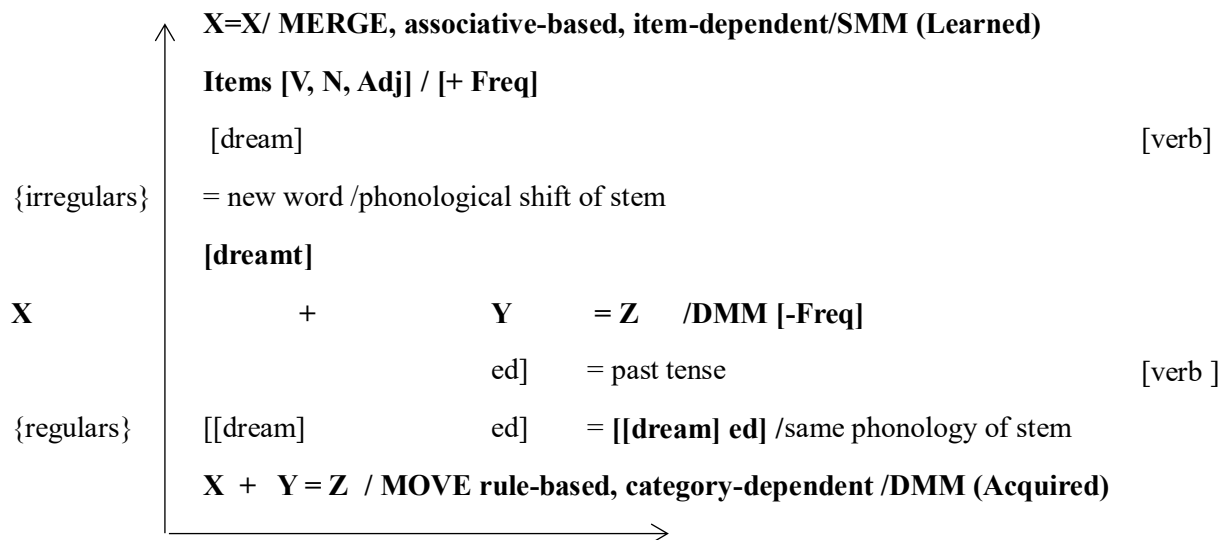 X=X/ MERGE, associative-based, item-dependent/SMM (Learned)
Items [V, N, Adj] / [+ Freq]
[dream] [verb]
{irregulars} = new word /phonological shift of stem
[dreamt]
X + Y = Z /DMM [-Freq]
ed] = past tense [verb ]
{regulars} [[dream] ed] = [[dream] ed] /same phonology of stem
X + Y = Z / MOVE rule-based, category-dependent /DMM (Acquired)